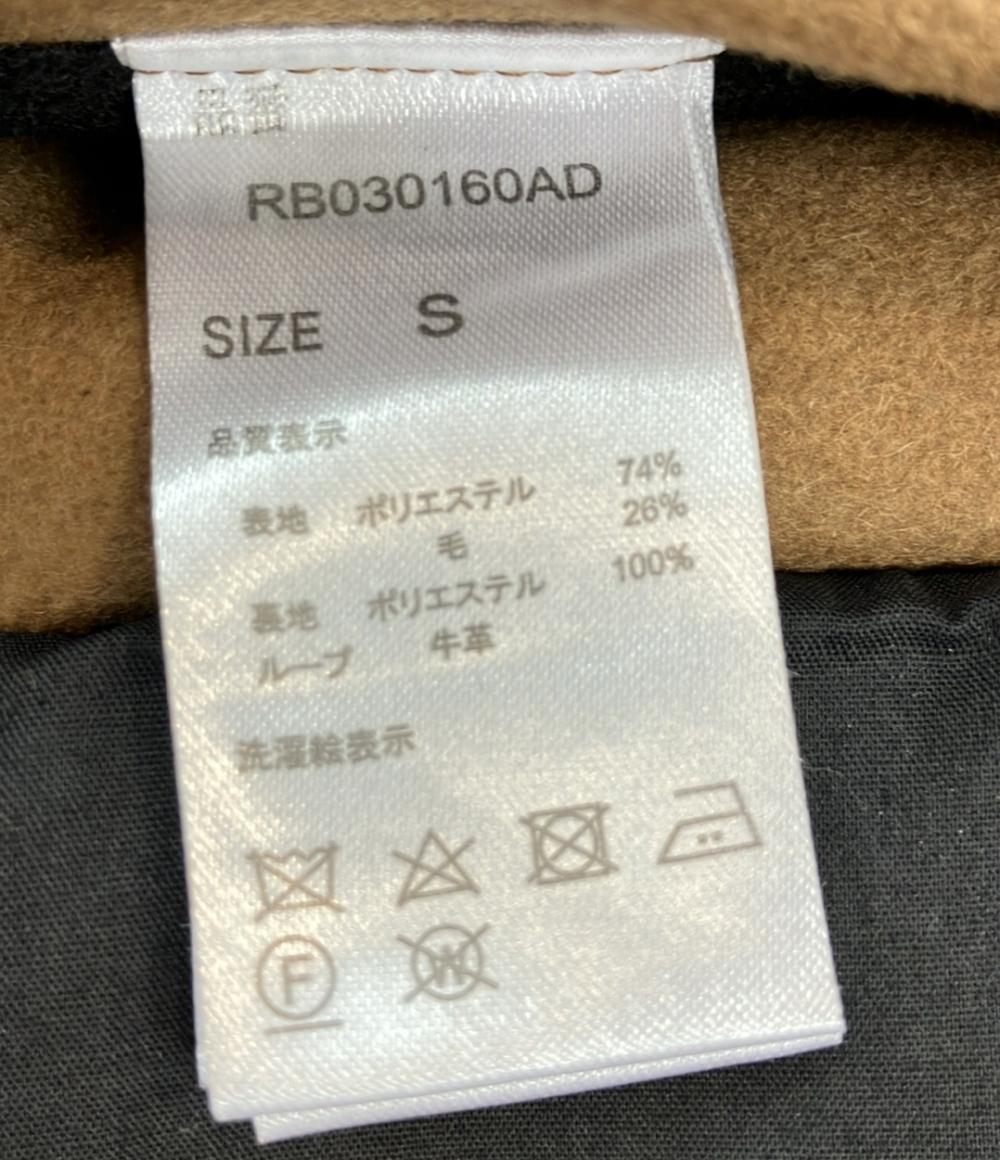 品番
RB030160AD
SIZE S
品質表示
表地 ポリエステル 74%
毛 26%
裏地 ポリエステル 100%
ループ 牛革
洗濯絵表示
F W